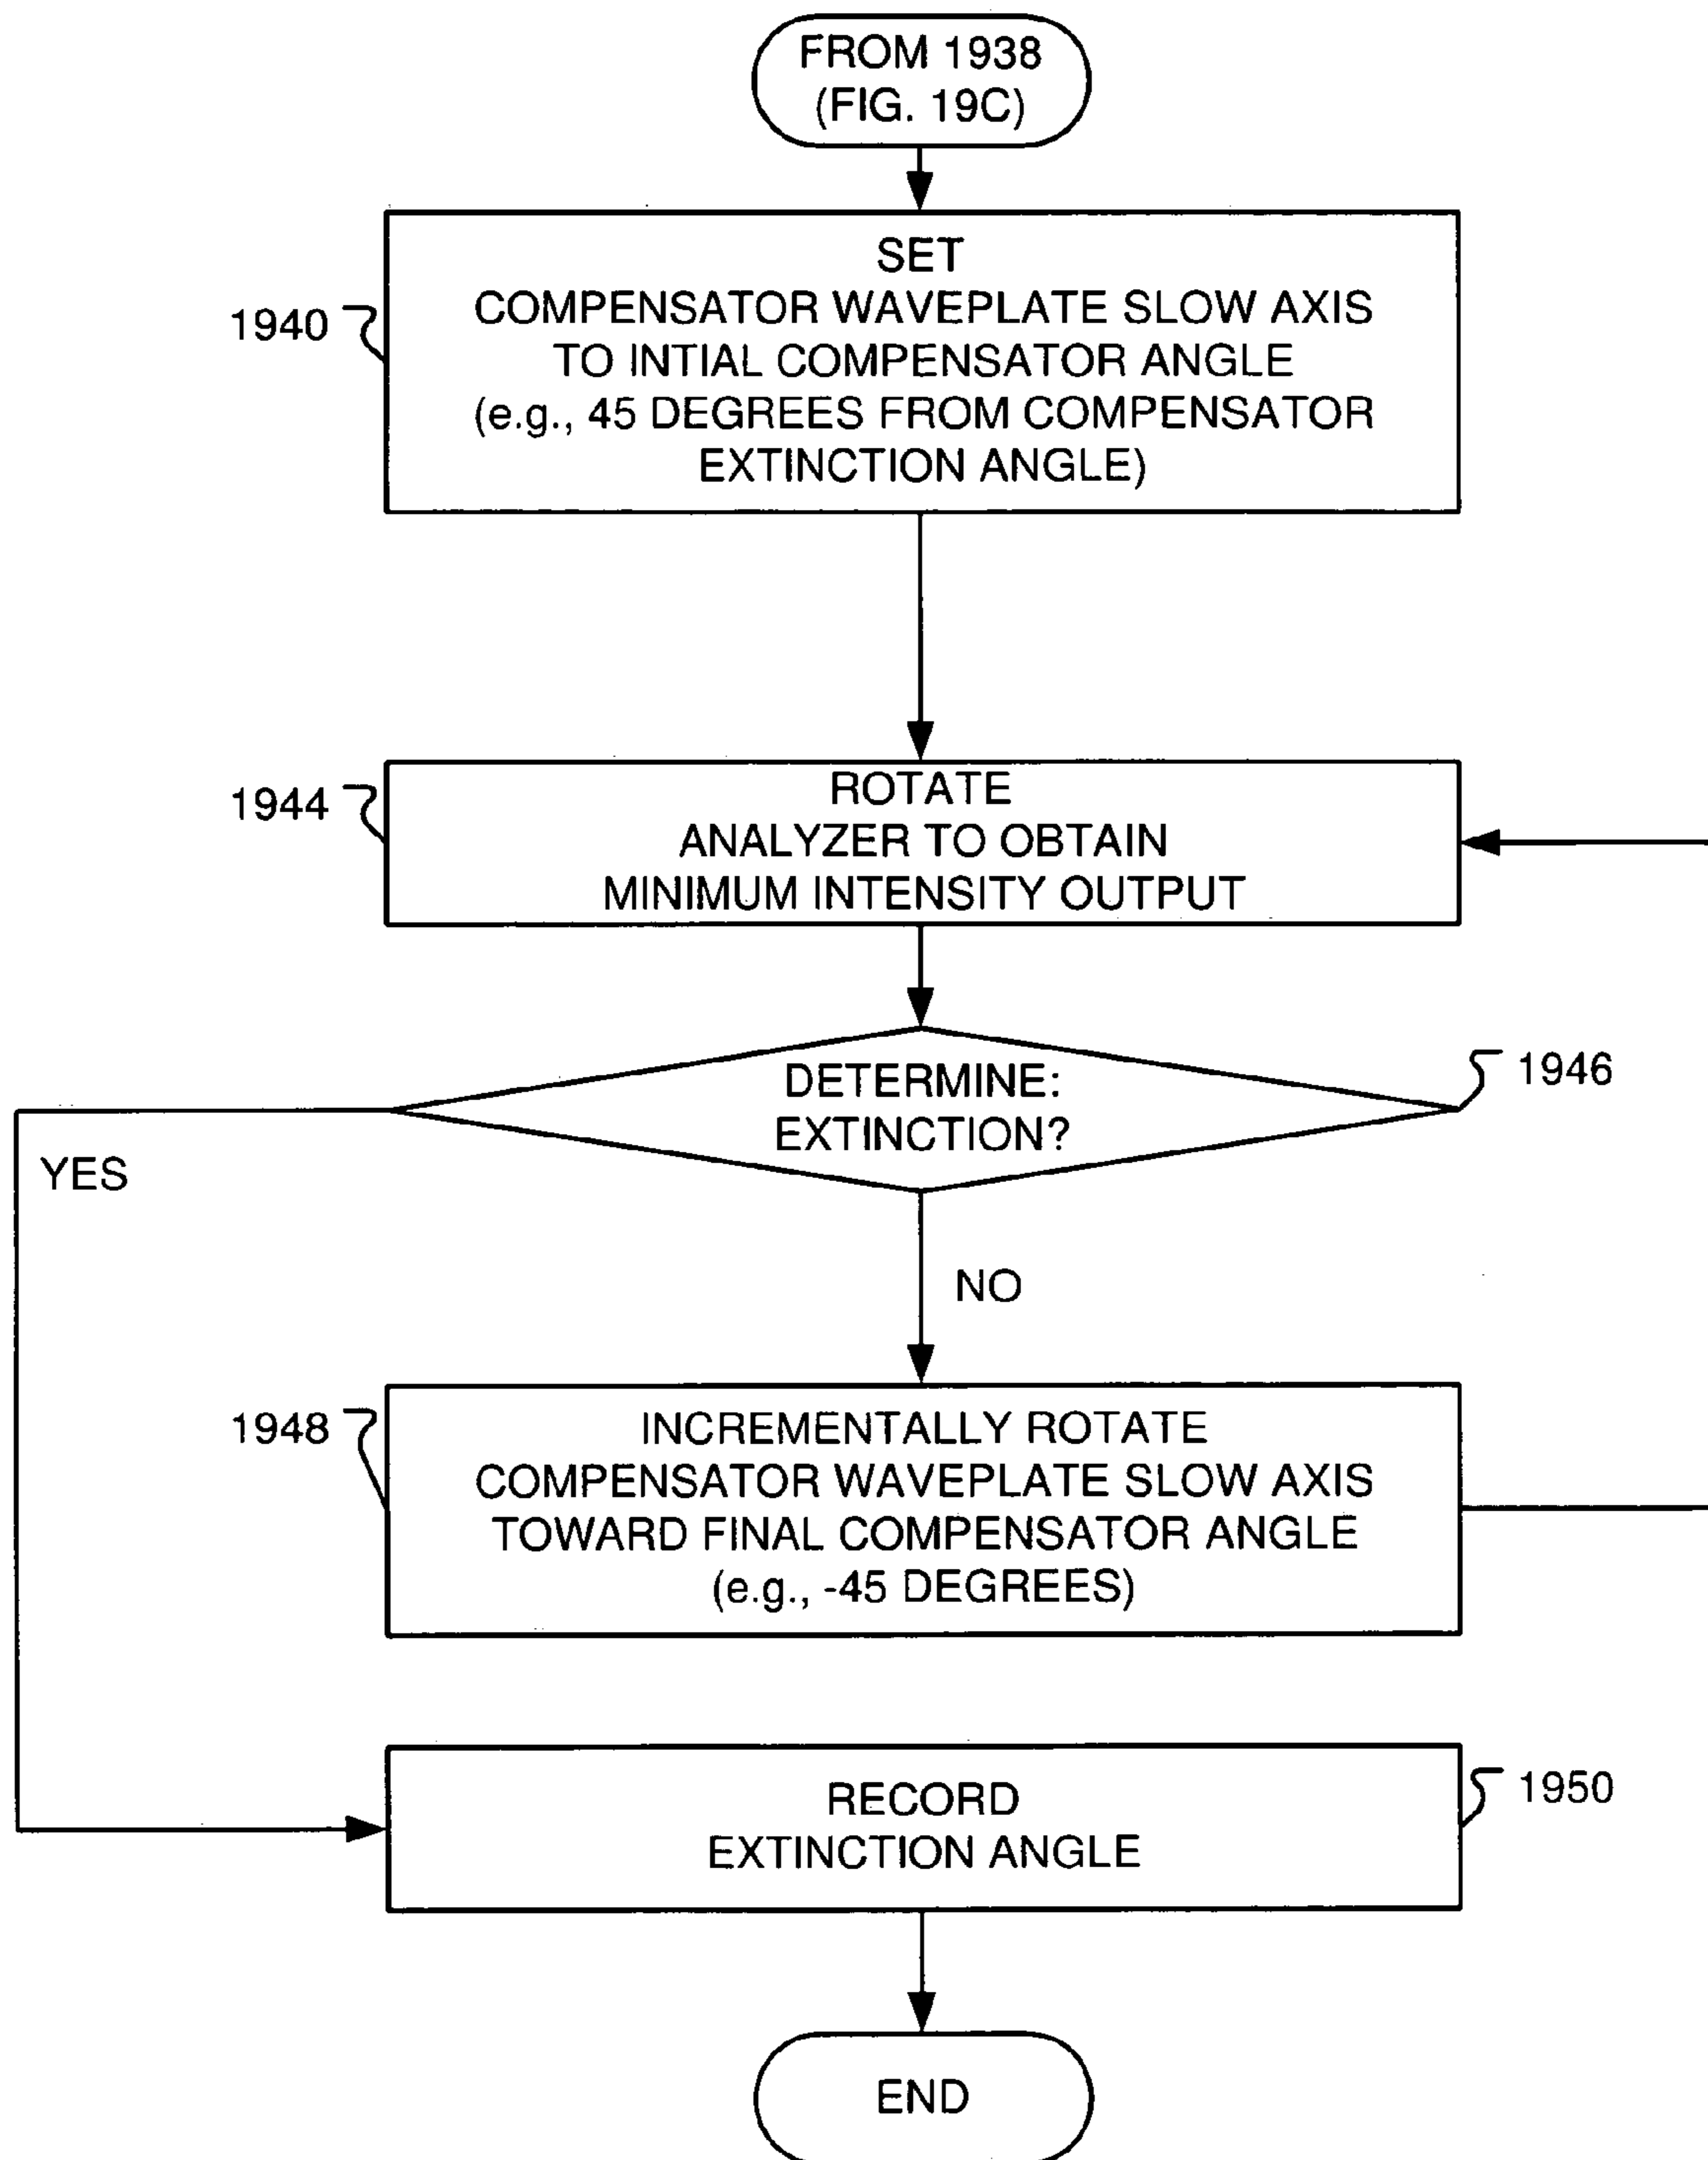 FROM 1938
(FIG. 19C)
1940
SET
COMPENSATOR WAVEPLATE SLOW AXIS
TO INTIAL COMPENSATOR ANGLE
(e.g., 45 DEGREES FROM COMPENSATOR
EXTINCTION ANGLE)
1944
ROTATE
ANALYZER TO OBTAIN
MINIMUM INTENSITY OUTPUT
DETERMINE:
EXTINCTION?
1946
YES
NO
1948
INCREMENTALLY ROTATE
COMPENSATOR WAVEPLATE SLOW AXIS
TOWARD FINAL COMPENSATOR ANGLE
(e.g., -45 DEGREES)
RECORD
EXTINCTION ANGLE
1950
END